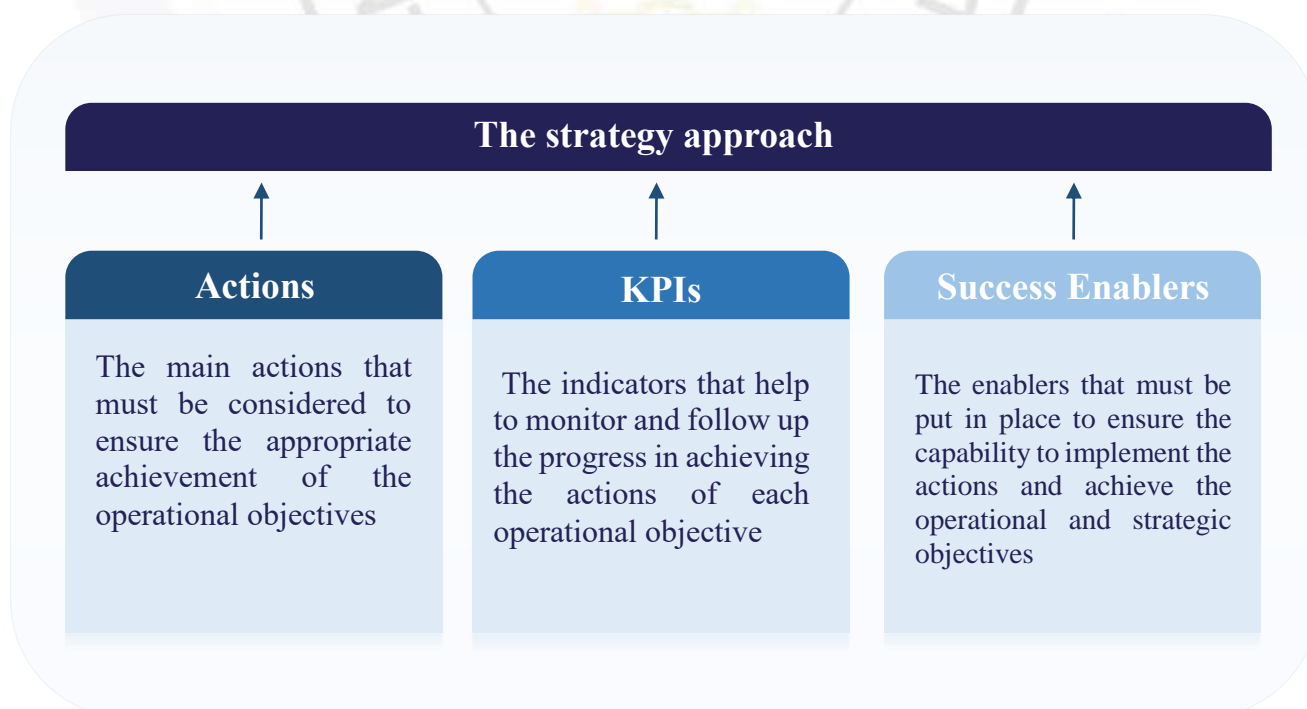 The strategy approach
Actions
The main actions that
must be considered to
ensure the appropriate
achievement of the
operational objectives
KPIs
The indicators that help
to monitor and follow up
the progress in achieving
the actions of each
operational objective
Success Enablers
The enablers that must be
put in place to ensure the
capability to implement the
actions and achieve the
operational and strategic
objectives